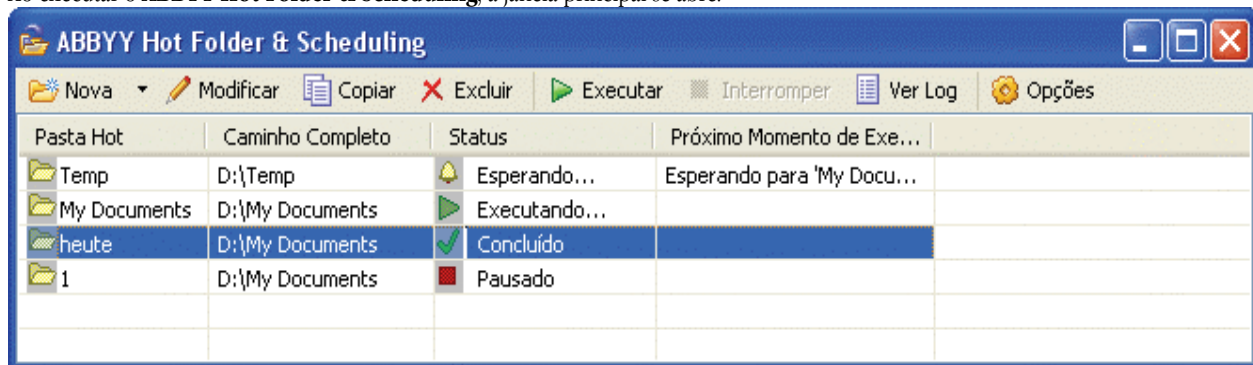 ABBYY Hot Folder & Scheduling
Nova Modificar Copiar Excluir Executar Interromper Ver Log Opções
Pasta Hot Caminho Completo Status Próximo Momento de Exe...
Temp D:\Temp Esperando... Esperando para 'My Docu...
My Documents D:\My Documents Executando...
heute D:\My Documents Concluído
1 D:\My Documents Pausado